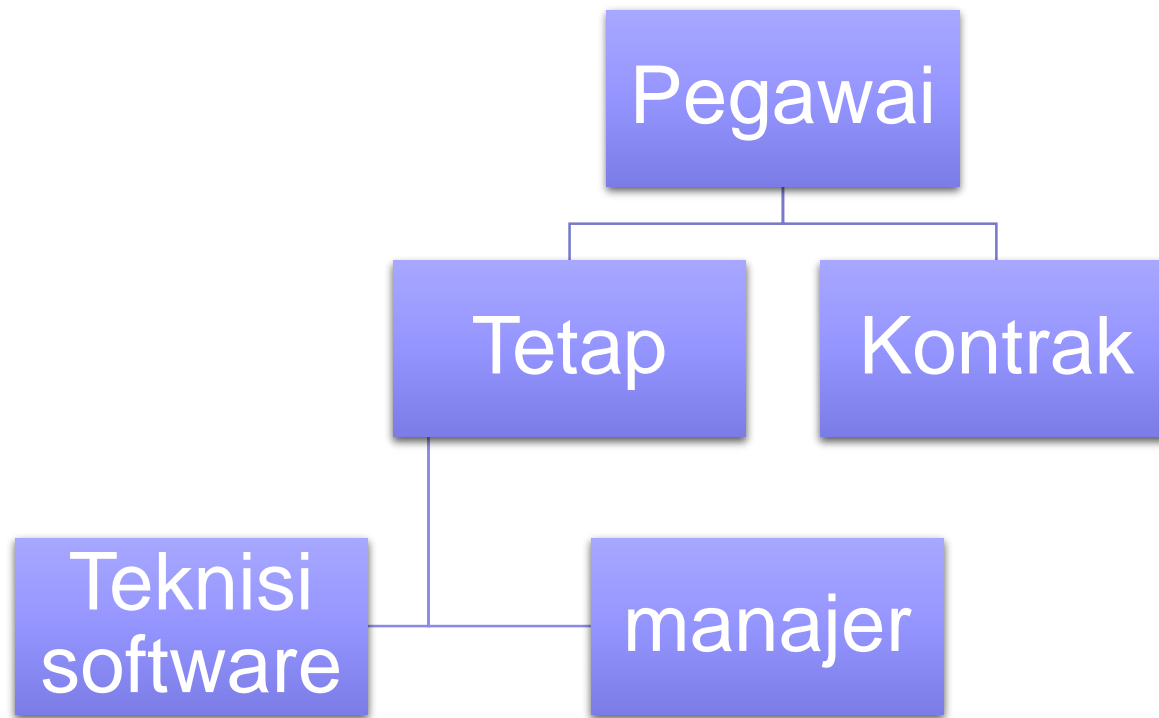 Pegawai
Tetap
Kontrak
Teknisi
software
manajer